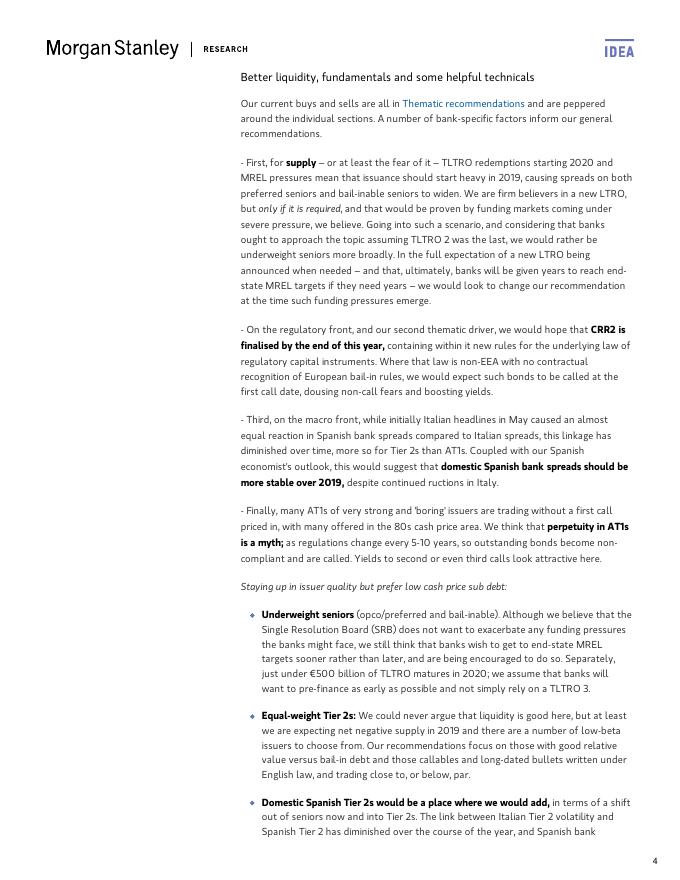 Morgan Stanley | RESEARCH
IDEA
Better liquidity, fundamentals and some helpful technicals
Our current buys and sells are all in Thematic recommendations and are peppered
around the individual sections. A number of bank-specific factors inform our general
recommendations.
- First, for supply – or at least the fear of it – TLTRO redemptions starting 2020 and
MREL pressures mean that issuance should start heavy in 2019, causing spreads on both
preferred seniors and bail-inable seniors to widen. We are firm believers in a new LTRO,
but only if it is required, and that would be proven by funding markets coming under
severe pressure, we believe. Going into such a scenario, and considering that banks
ought to approach the topic assuming TLTRO 2 was the last, we would rather be
underweight seniors more broadly. In the full expectation of a new LTRO being
announced when needed – and that, ultimately, banks will be given years to reach end-
state MREL targets if they need years – we would look to change our recommendation
at the time such funding pressures emerge.
- On the regulatory front, and our second thematic driver, we would hope that CRR2 is
finalised by the end of this year, containing within it new rules for the underlying law of
regulatory capital instruments. Where that law is non-EEA with no contractual
recognition of European bail-in rules, we would expect such bonds to be called at the
first call date, dousing non-call fears and boosting yields.
- Third, on the macro front, while initially Italian headlines in May caused an almost
equal reaction in Spanish bank spreads compared to Italian spreads, this linkage has
diminished over time, more so for Tier 2s than AT1s. Coupled with our Spanish
economist's outlook, this would suggest that domestic Spanish bank spreads should be
more stable over 2019, despite continued ructions in Italy.
- Finally, many AT1s of very strong and 'boring' issuers are trading without a first call
priced in, with many offered in the 80s cash price area. We think that perpetuity in AT1s
is a myth; as regulations change every 5-10 years, so outstanding bonds become non-
compliant and are called. Yields to second or even third calls look attractive here.
Staying up in issuer quality but prefer low cash price sub debt:
◆ Underweight seniors (opco/preferred and bail-inable). Although we believe that the
Single Resolution Board (SRB) does not want to exacerbate any funding pressures
the banks might face, we still think that banks wish to get to end-state MREL
targets sooner rather than later, and are being encouraged to do so. Separately,
just under €500 billion of TLTRO matures in 2020; we assume that banks will
want to pre-finance as early as possible and not simply rely on a TLTRO 3.
◆ Equal-weight Tier 2s: We could never argue that liquidity is good here, but at least
we are expecting net negative supply in 2019 and there are a number of low-beta
issuers to choose from. Our recommendations focus on those with good relative
value versus bail-in debt and those callables and long-dated bullets written under
English law, and trading close to, or below, par.
◆ Domestic Spanish Tier 2s would be a place where we would add, in terms of a shift
out of seniors now and into Tier 2s. The link between Italian Tier 2 volatility and
Spanish Tier 2 has diminished over the course of the year, and Spanish bank
4